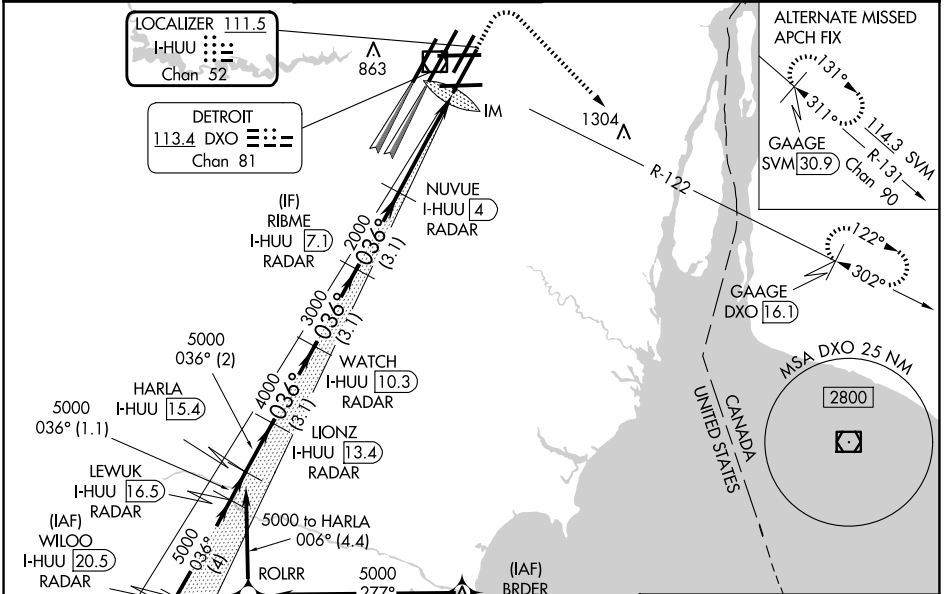 LOCALIZER 111.5
I-HUU
Chan 52
DETROIT
113.4 DXO
Chan 81
863
IM
1304
ALTERNATE MISSED
APCH FIX
131°
311°
GAAGE
SVM 30.9
114.3 SVM
R-131
Chan 90
R-122
122°
302°
GAAGE
DXO 16.1
NUVUE
I-HUU 4
RADAR
(IF)
RIBME
I-HUU 7.1
RADAR
2000
036°
(3.1)
3000
036°
(3.1)
WATCH
I-HUU 10.3
RADAR
4000
036°
(3.1)
LIONZ
I-HUU 13.4
RADAR
5000
036° (2)
HARLA
I-HUU 15.4
5000
036° (1.1)
LEWUK
I-HUU 16.5
RADAR
(IAF)
WILOO
I-HUU 20.5
RADAR
5000
036°
(4)
5000 to HARLA
006° (4.4)
ROLRR
5000
277°
(IAF)
BRDER
CANADA
UNITED STATES
MSA DXO 25 NM
2800